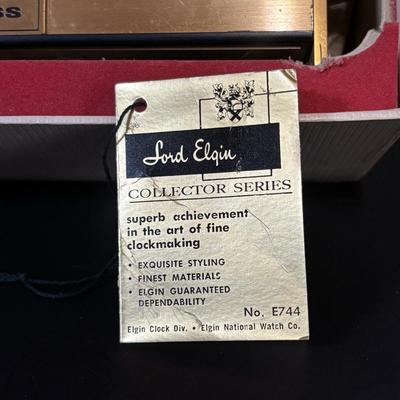 ss
Lord Elgin
COLLECTOR SERIES
superb achievement
in the art of fine
clockmaking
• EXQUISITE STYLING
• FINEST MATERIALS
• ELGIN GUARANTEED
DEPENDABILITY
No. E744
Elgin Clock Div. • Elgin National Watch Co.